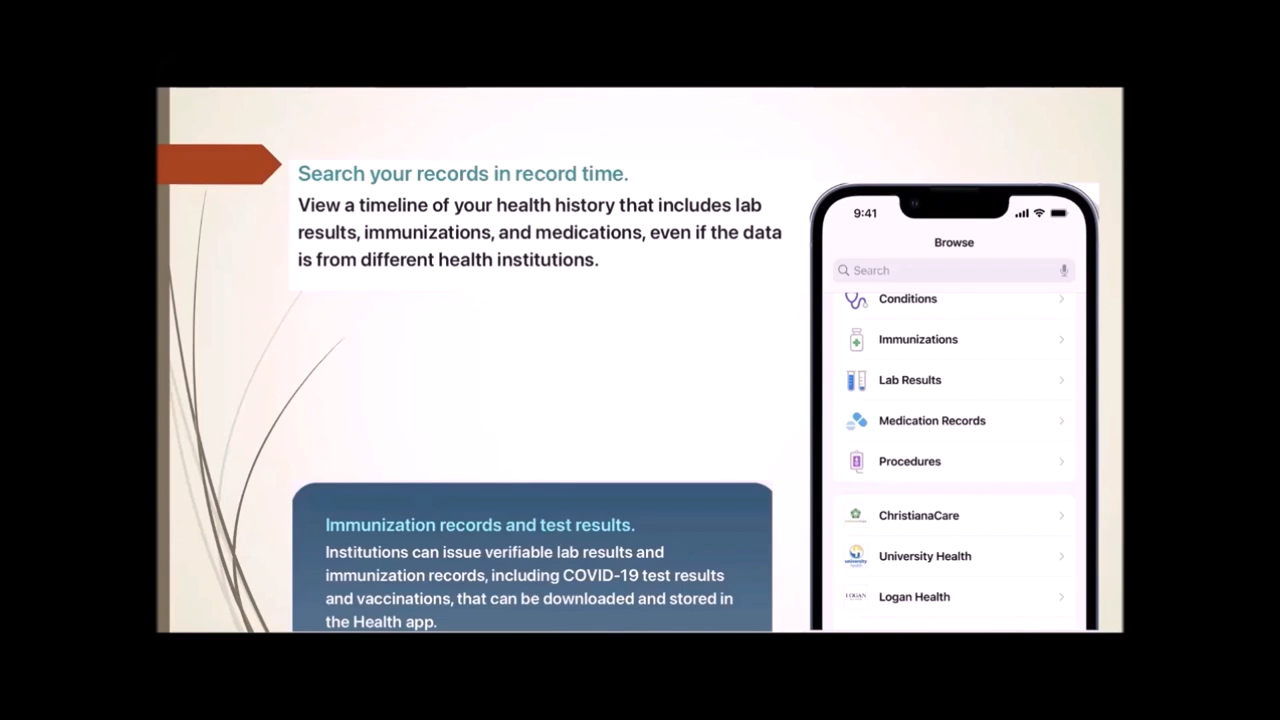 Search your records in record time.
View a timeline of your health history that includes lab
results, immunizations, and medications, even if the data
is from different health institutions.
Immunization records and test results.
Institutions can issue verifiable lab results and
immunization records, including COVID-19 test results
and vaccinations, that can be downloaded and stored in
the Health app.
9:41
Browse
Search
Conditions
Immunizations
Lab Results
Medication Records
Procedures
ChristianaCare
University Health
LOGAN
Logan Health